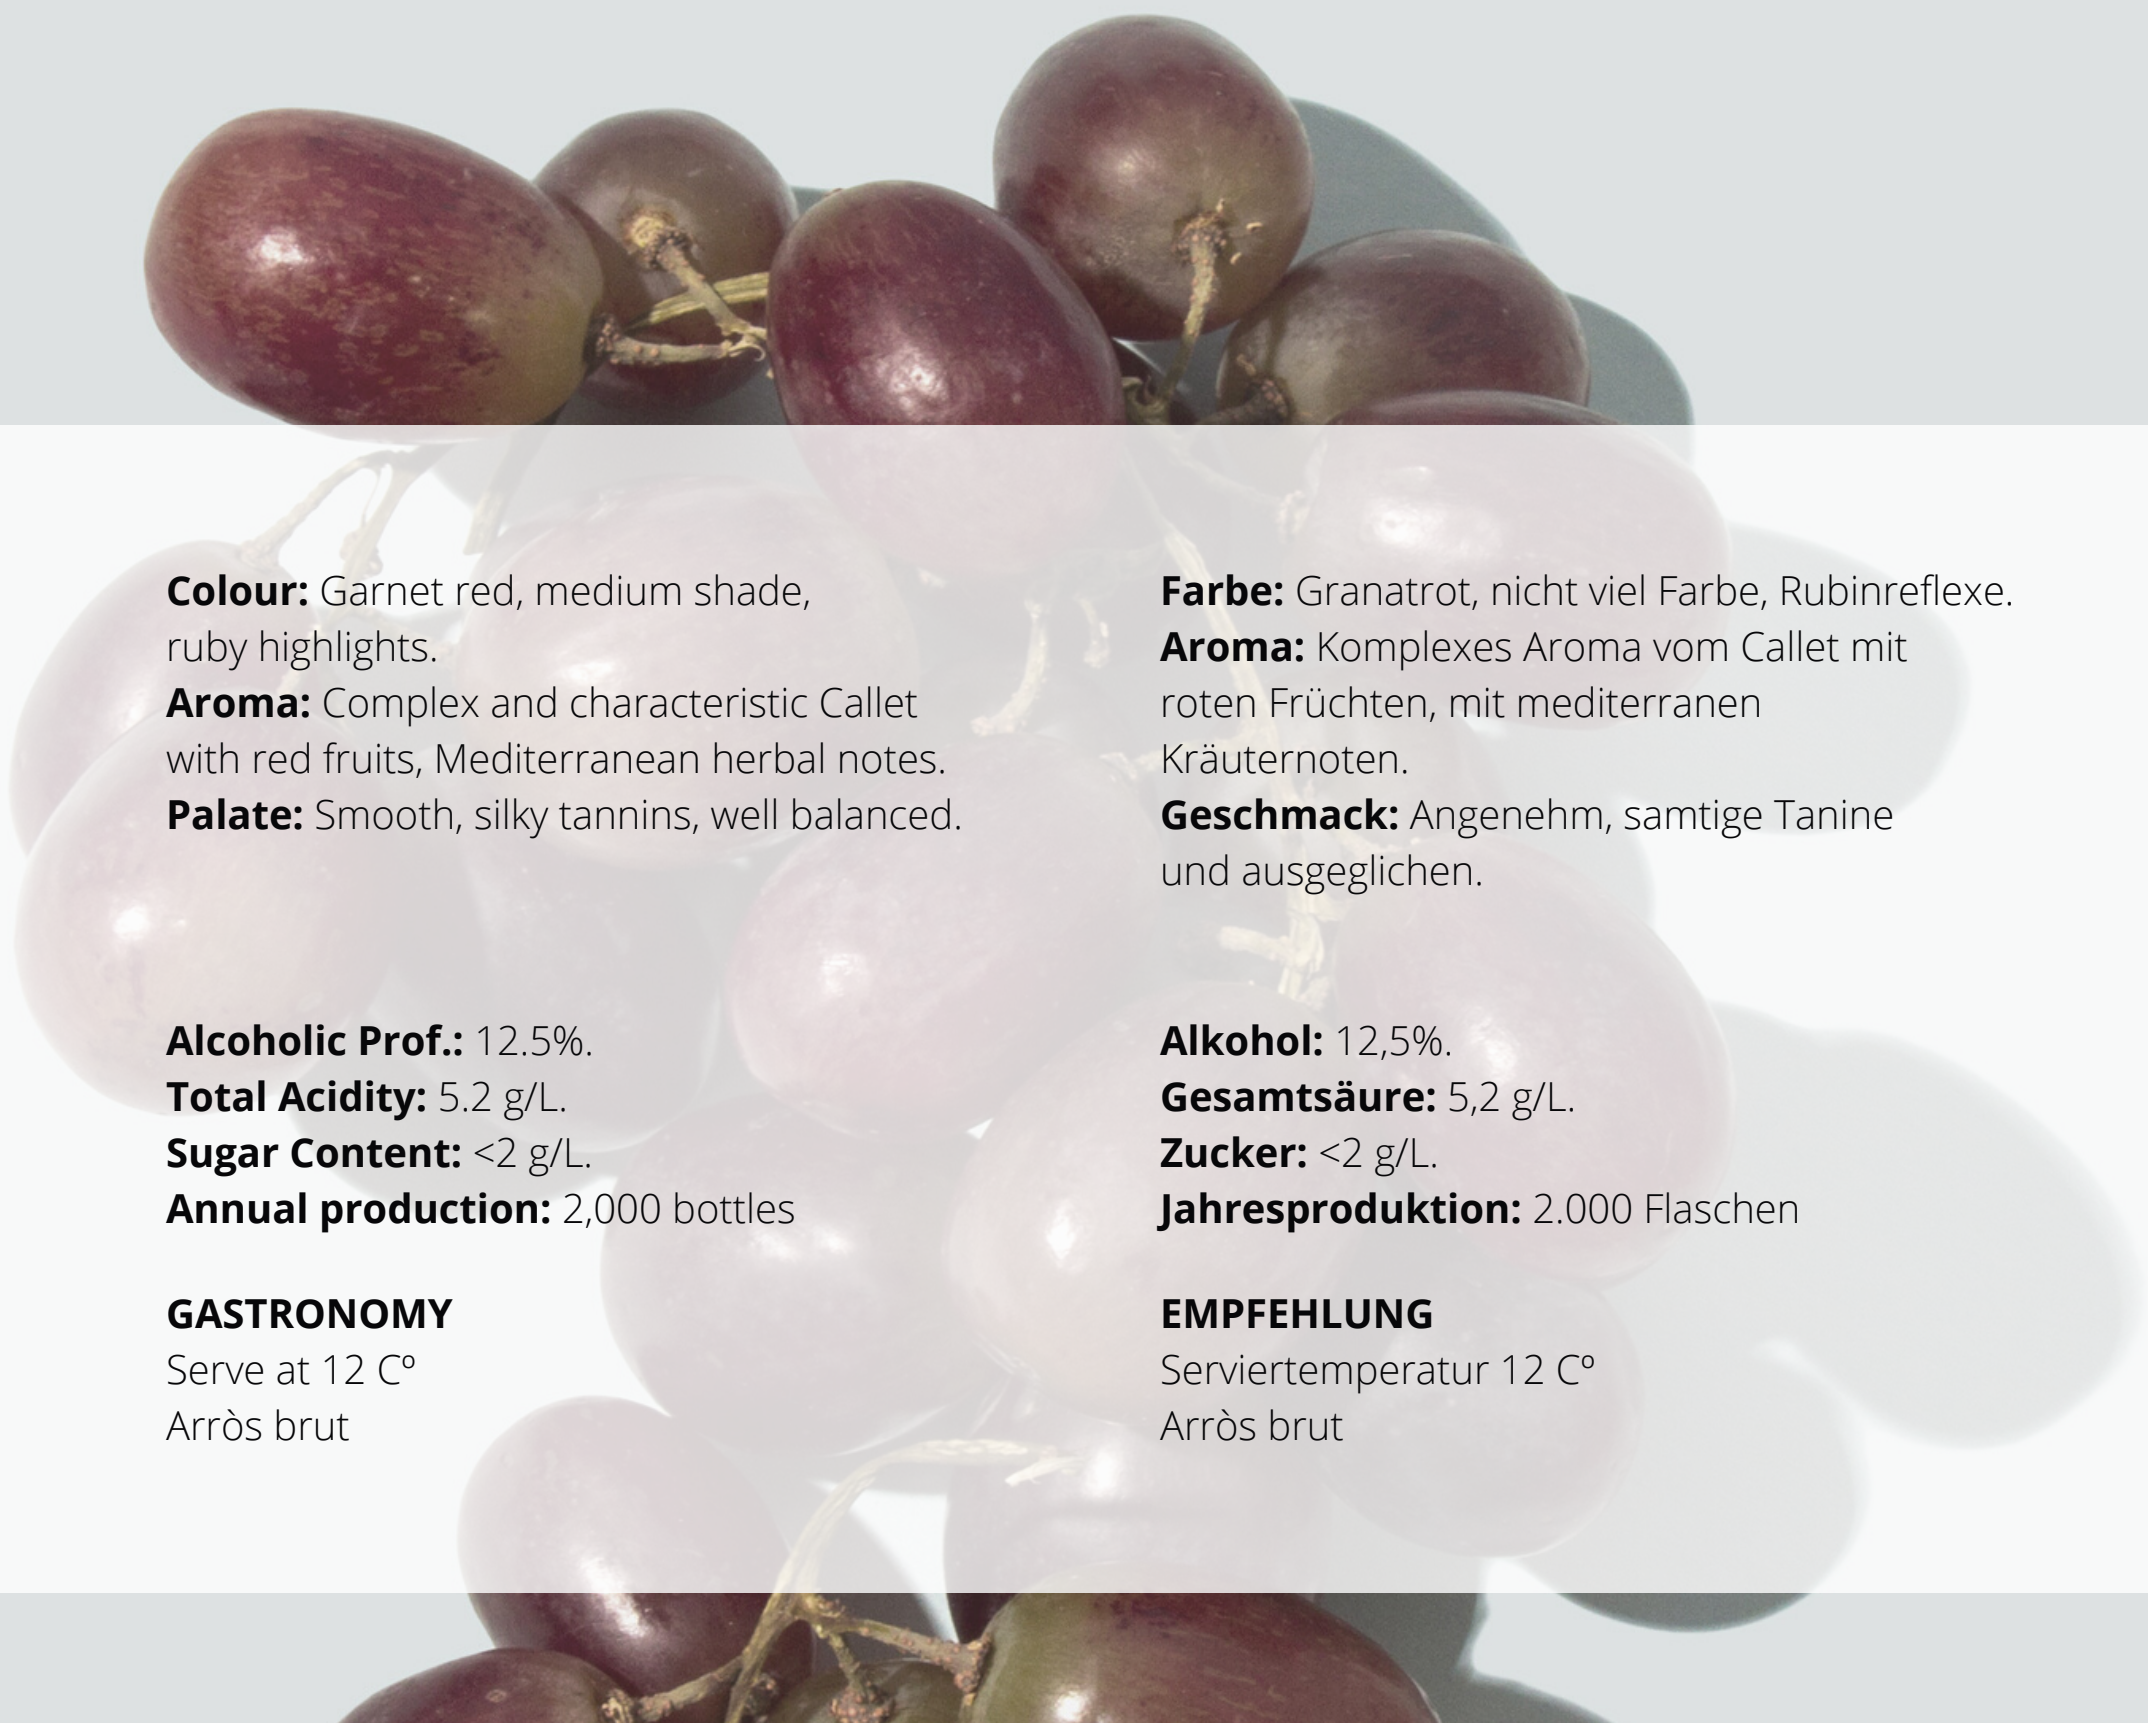 Colour: Garnet red, medium shade,
ruby highlights.
Aroma: Complex and characteristic Callet
with red fruits, Mediterranean herbal notes.
Palate: Smooth, silky tannins, well balanced.
Alcoholic Prof.: 12.5%.
Total Acidity: 5.2 g/L.
Sugar Content: <2 g/L.
Annual production: 2,000 bottles
GASTRONOMY
Serve at 12 Cº
Arròs brut
Farbe: Granatrot, nicht viel Farbe, Rubinreflexe.
Aroma: Komplexes Aroma vom Callet mit
roten Früchten, mit mediterranen
Kräuternoten.
Geschmack: Angenehm, samtige Tanine
und ausgeglichen.
Alkohol: 12,5%.
Gesamtsäure: 5,2 g/L.
Zucker: <2 g/L.
Jahresproduktion: 2.000 Flaschen
EMPFEHLUNG
Serviertemperatur 12 Cº
Arròs brut